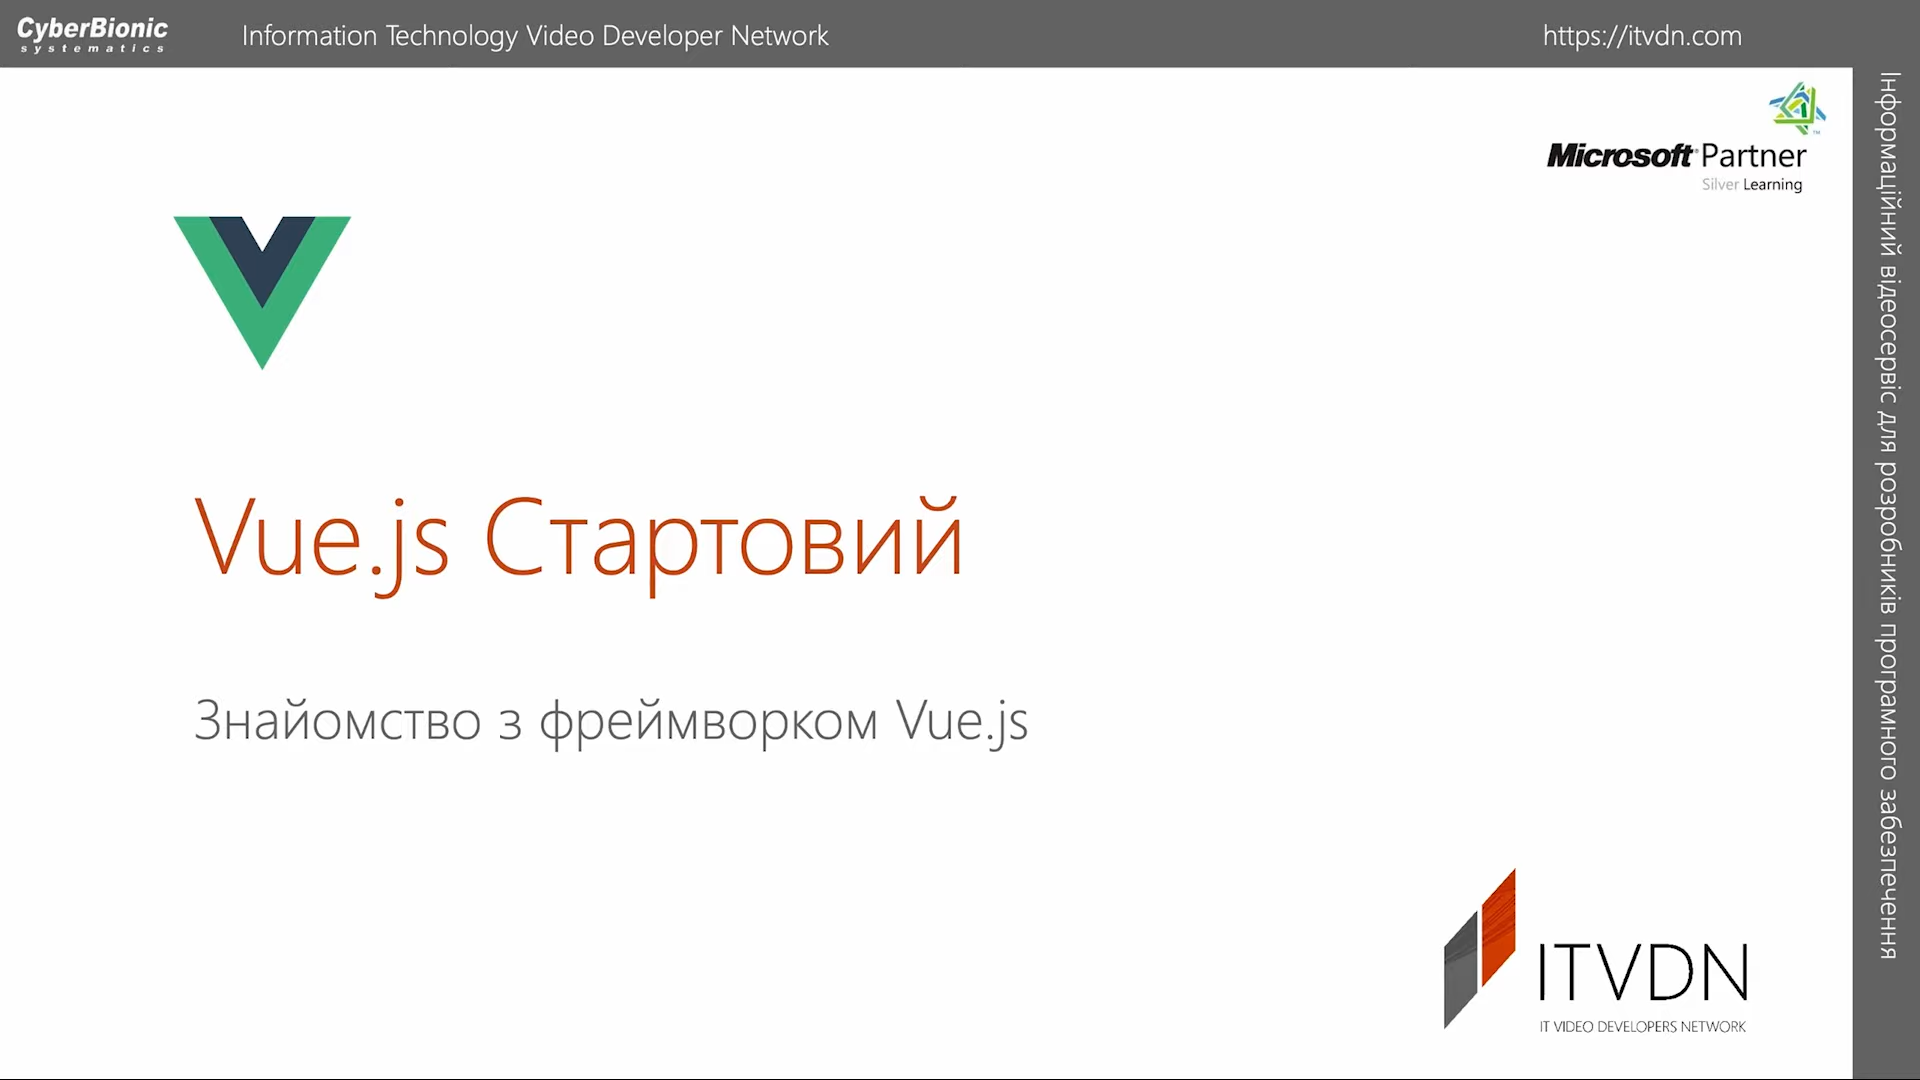 CyberBionic
systematics
Information Technology Video Developer Network
https://itvdn.com
Microsoft Partner
Silver Learning
Інформаційний відеосервіс для розробників програмного забезпечення
Vue.js Стартовий
Знайомство з фреймворком Vue.js
ITVDN
IT VIDEO DEVELOPERS NETWORK